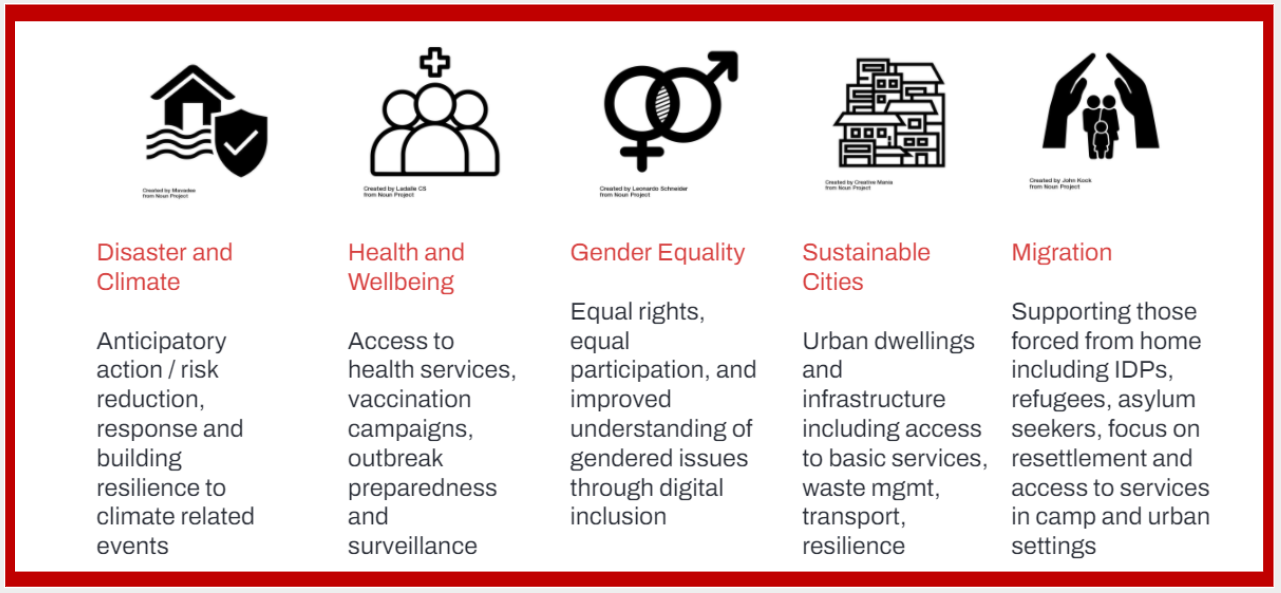 Created by Mavadee
from Noun Project
Created by Ladalle CS
from Noun Project
Created by Leonardo Schneider
from Noun Project
Created by Creative Mania
from Noun Project
Created by John Kock
from Noun Project
Disaster and
Climate
Anticipatory
action / risk
reduction,
response and
building
resilience to
climate related
events
Health and
Wellbeing
Access to
health services,
vaccination
campaigns,
outbreak
preparedness
and
surveillance
Gender Equality
Equal rights,
equal
participation, and
improved
understanding of
gendered issues
through digital
inclusion
Sustainable
Cities
Urban dwellings
and
infrastructure
including access
to basic services,
waste mgmt,
transport,
resilience
Migration
Supporting those
forced from home
including IDPs,
refugees, asylum
seekers, focus on
resettlement and
access to services
in camp and urban
settings